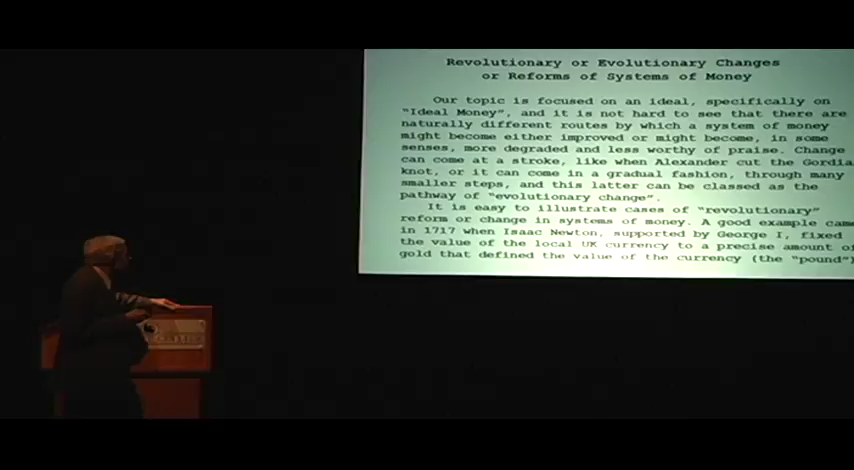 Revolutionary or Evolutionary Changes
or Reforms of Systems of Money
Our topic is focused on an ideal, specifically on
"Ideal Money", and it is not hard to see that there are
naturally different routes by which a system of money
might become either improved or might become, in some
senses, more degraded and less worthy of praise. Change
can come at a stroke, like when Alexander cut the Gordia
knot, or it can come in a gradual fashion, through many
smaller steps, and this latter can be classed as the
pathway of "evolutionary change".
It is easy to illustrate cases of "revolutionary"
reform or change in systems of money. A good example came
in 1717 when Isaac Newton, supported by George I, fixed
the value of the local UK currency to a precise amount of
gold that defined the value of the currency (the "pound")